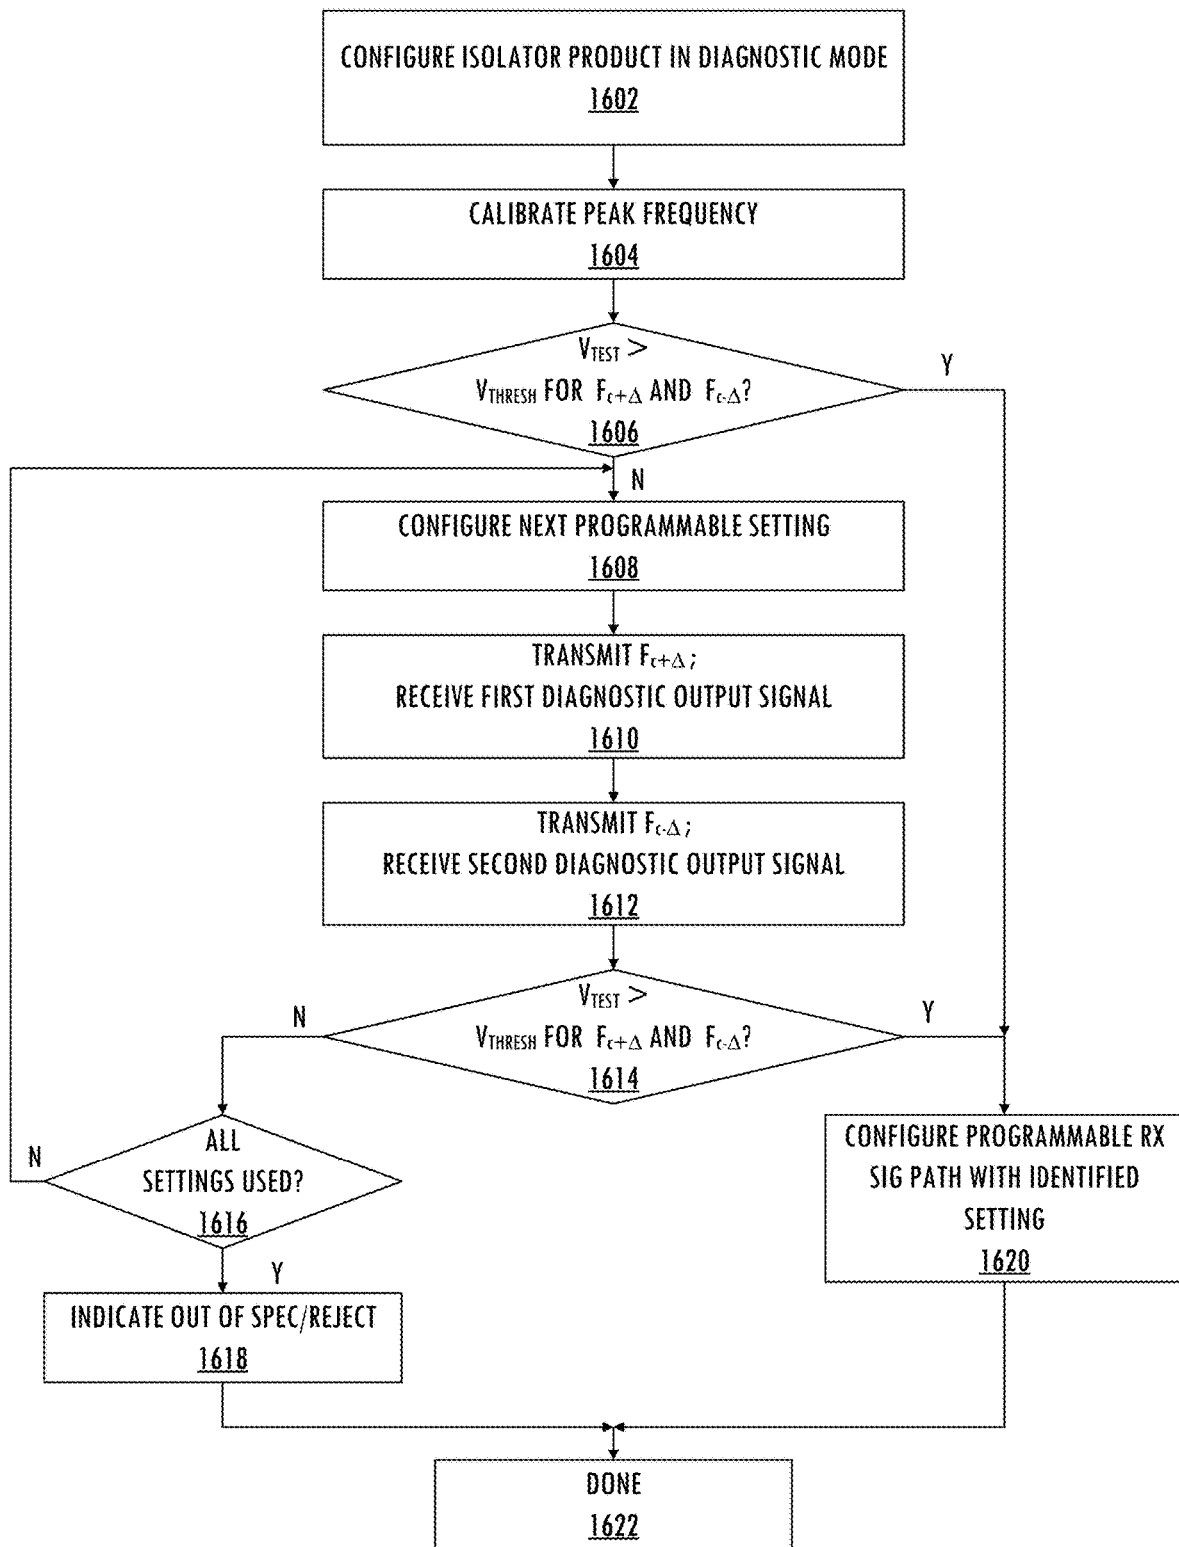 CONFIGURE ISOLATOR PRODUCT IN DIAGNOSTIC MODE
1602
CALIBRATE PEAK FREQUENCY
1604
VTEST >
VTHRESH FOR Fc+Δ AND Fc-Δ?
1606
Y
N
CONFIGURE NEXT PROGRAMMABLE SETTING
1608
TRANSMIT Fc+Δ;
RECEIVE FIRST DIAGNOSTIC OUTPUT SIGNAL
1610
TRANSMIT Fc-Δ;
RECEIVE SECOND DIAGNOSTIC OUTPUT SIGNAL
1612
VTEST >
VTHRESH FOR Fc+Δ AND Fc-Δ?
1614
N
Y
ALL
SETTINGS USED?
1616
N
Y
CONFIGURE PROGRAMMABLE RX
SIG PATH WITH IDENTIFIED
SETTING
1620
INDICATE OUT OF SPEC/REJECT
1618
DONE
1622